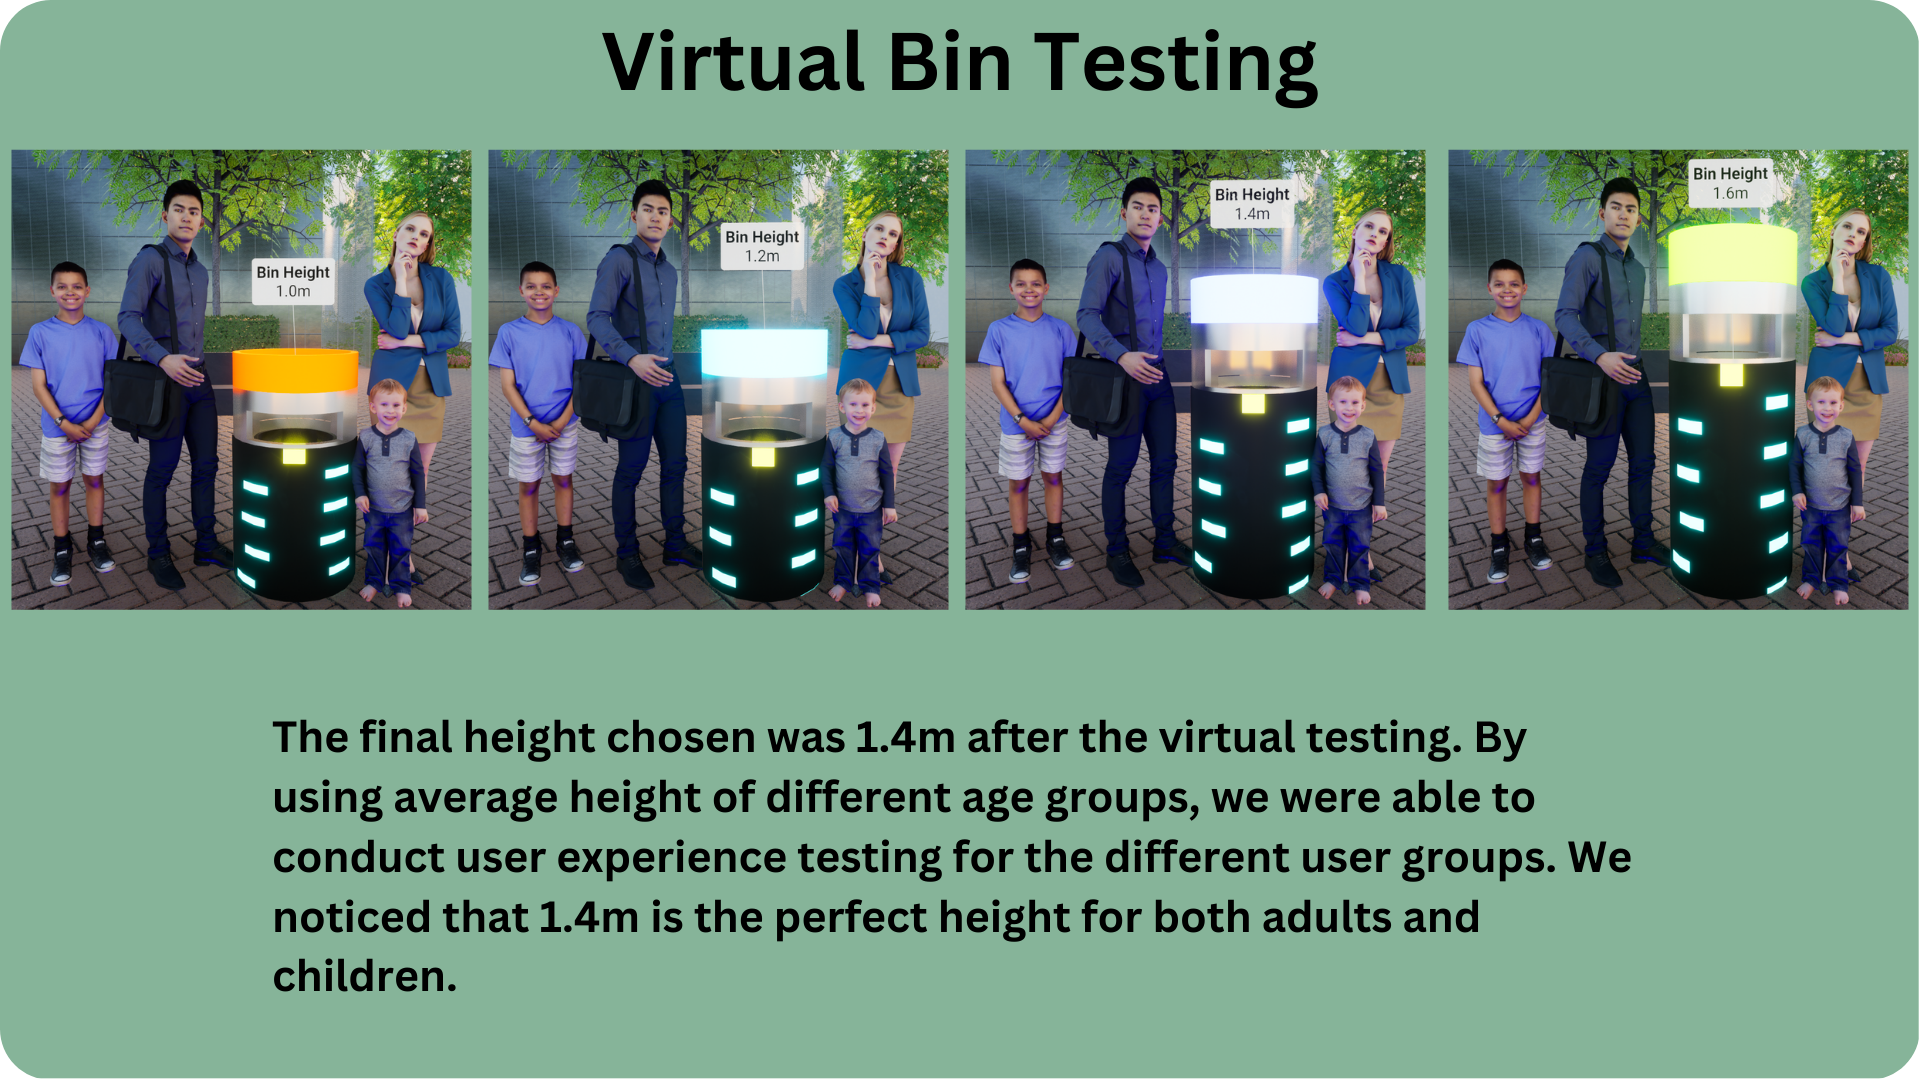 Virtual Bin Testing
Bin Height
1.0m
Bin Height
1.2m
Bin Height
1.4m
Bin Height
1.6m
The final height chosen was 1.4m after the virtual testing. By
using average height of different age groups, we were able to
conduct user experience testing for the different user groups. We
noticed that 1.4m is the perfect height for both adults and
children.